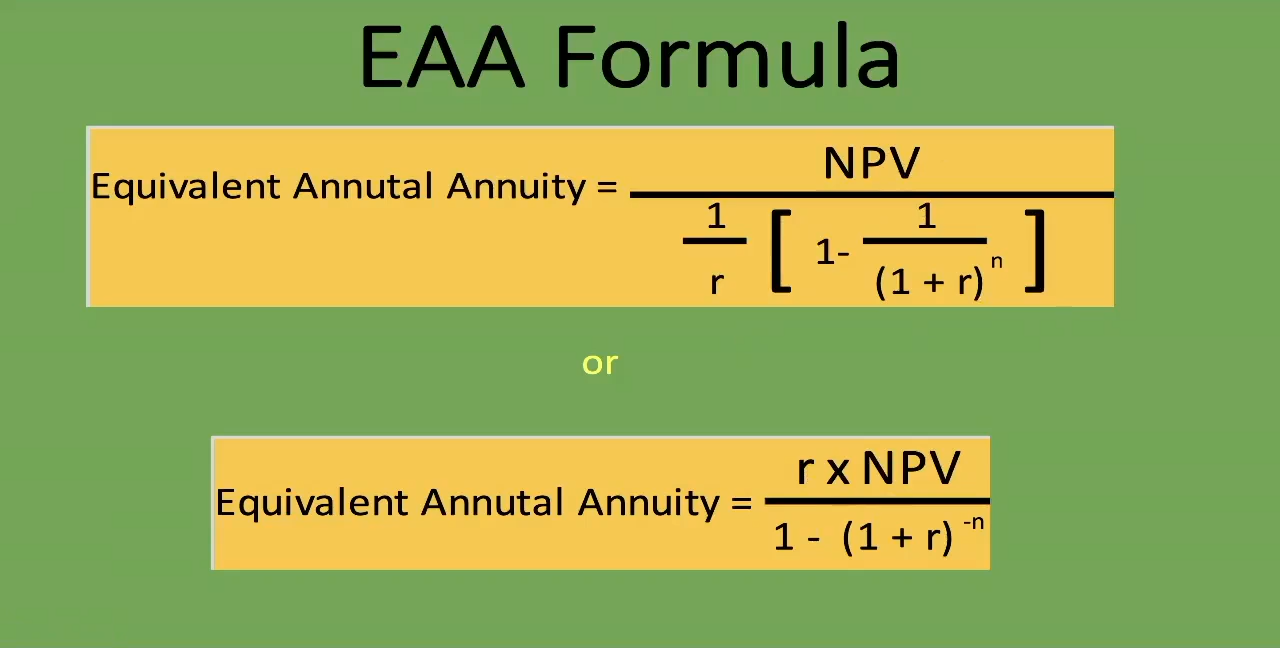 EAA Formula
Equivalent Annutal Annuity = NPV
1
r
[ 1- 1
(1 + r) n ]
or
Equivalent Annutal Annuity = r x NPV
1 - (1 + r) -n